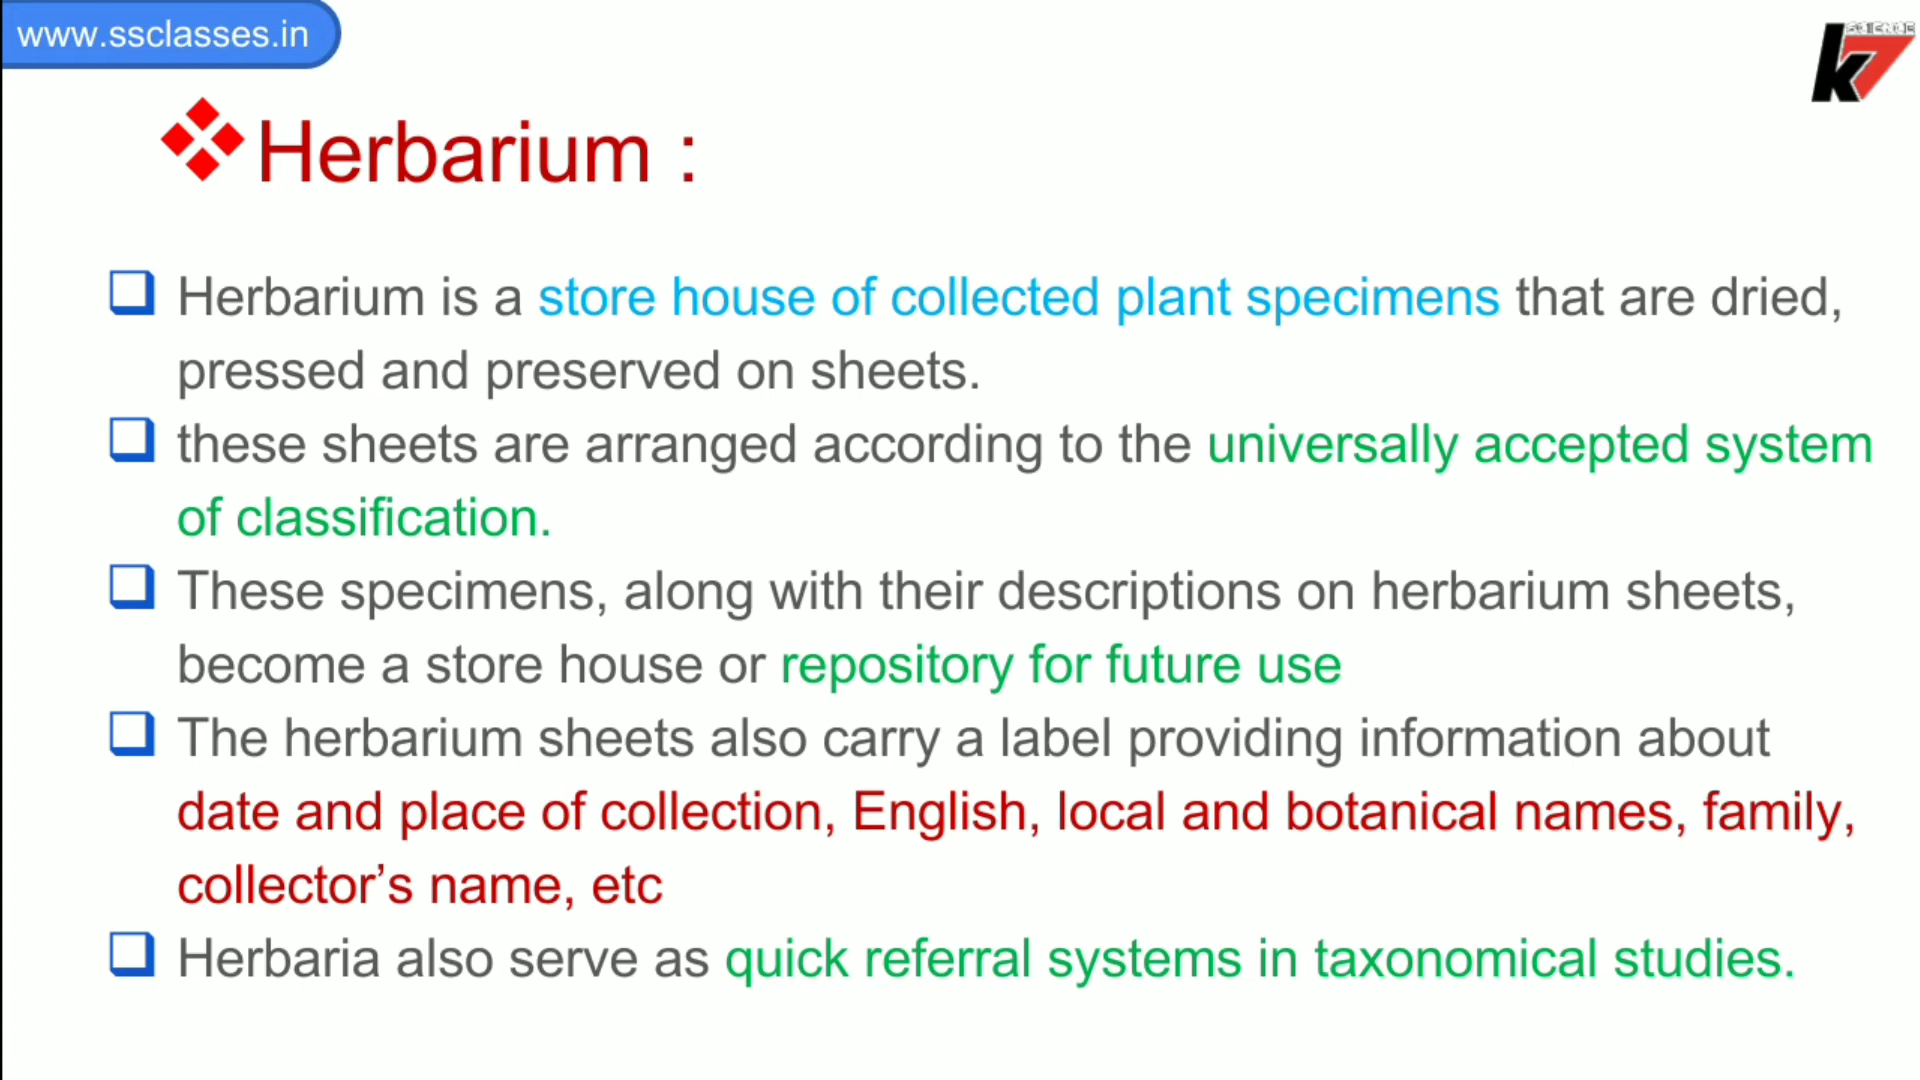 www.ssclasses.in
SCIENCE
k7
Herbarium :
Herbarium is a store house of collected plant specimens that are dried,
pressed and preserved on sheets.
these sheets are arranged according to the universally accepted system
of classification.
These specimens, along with their descriptions on herbarium sheets,
become a store house or repository for future use
The herbarium sheets also carry a label providing information about
date and place of collection, English, local and botanical names, family,
collector’s name, etc
Herbaria also serve as quick referral systems in taxonomical studies.